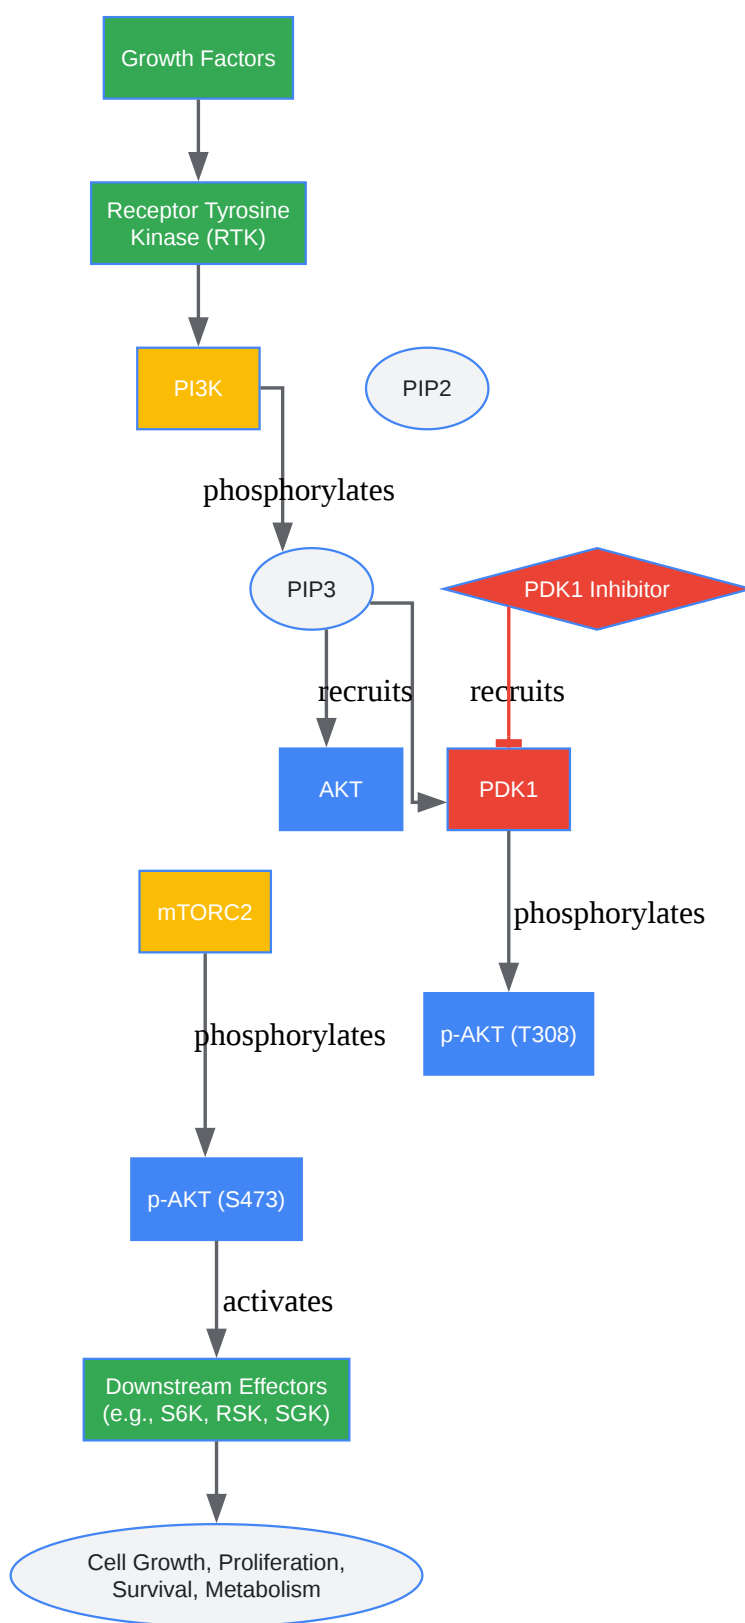 Growth Factors
Receptor Tyrosine
Kinase (RTK)
PI3K
PIP2
phosphorylates
PIP3
PDK1 Inhibitor
recruits
recruits
AKT
PDK1
mTORC2
phosphorylates
phosphorylates
p-AKT (T308)
p-AKT (S473)
activates
Downstream Effectors
(e.g., S6K, RSK, SGK)
Cell Growth, Proliferation,
Survival, Metabolism